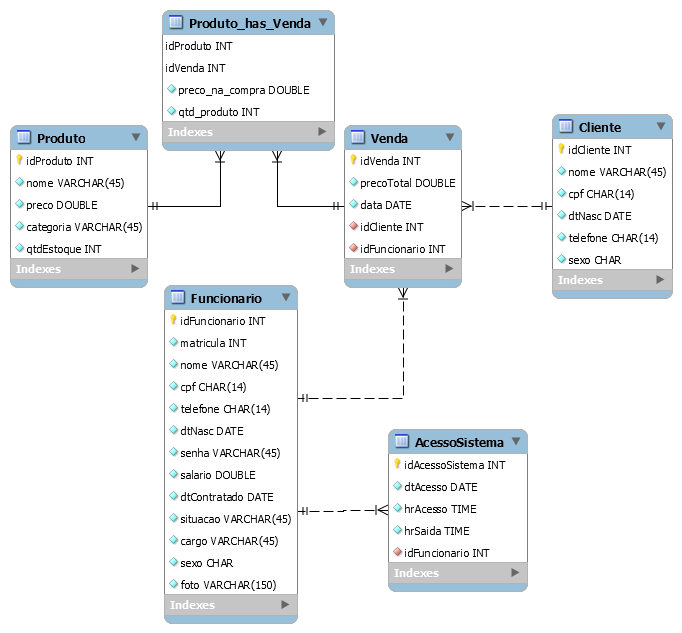 Produto_has_Venda
idProduto INT
idVenda INT
preco_na_compra DOUBLE
qtd_produto INT
Indexes
Produto
idProduto INT
nome VARCHAR(45)
preco DOUBLE
categoria VARCHAR(45)
qtdEstoque INT
Indexes
Venda
idVenda INT
precoTotal DOUBLE
data DATE
idCliente INT
idFuncionario INT
Indexes
Cliente
idCliente INT
nome VARCHAR(45)
cpf CHAR(14)
dtNasc DATE
telefone CHAR(14)
sexo CHAR
Indexes
Funcionario
idFuncionario INT
matricula INT
nome VARCHAR(45)
cpf CHAR(14)
telefone CHAR(14)
dtNasc DATE
senha VARCHAR(45)
salario DOUBLE
dtContratado DATE
situacao VARCHAR(45)
cargo VARCHAR(45)
sexo CHAR
foto VARCHAR(150)
Indexes
AcessoSistema
idAcessoSistema INT
dtAcesso DATE
hrAcesso TIME
hrSaida TIME
idFuncionario INT
Indexes